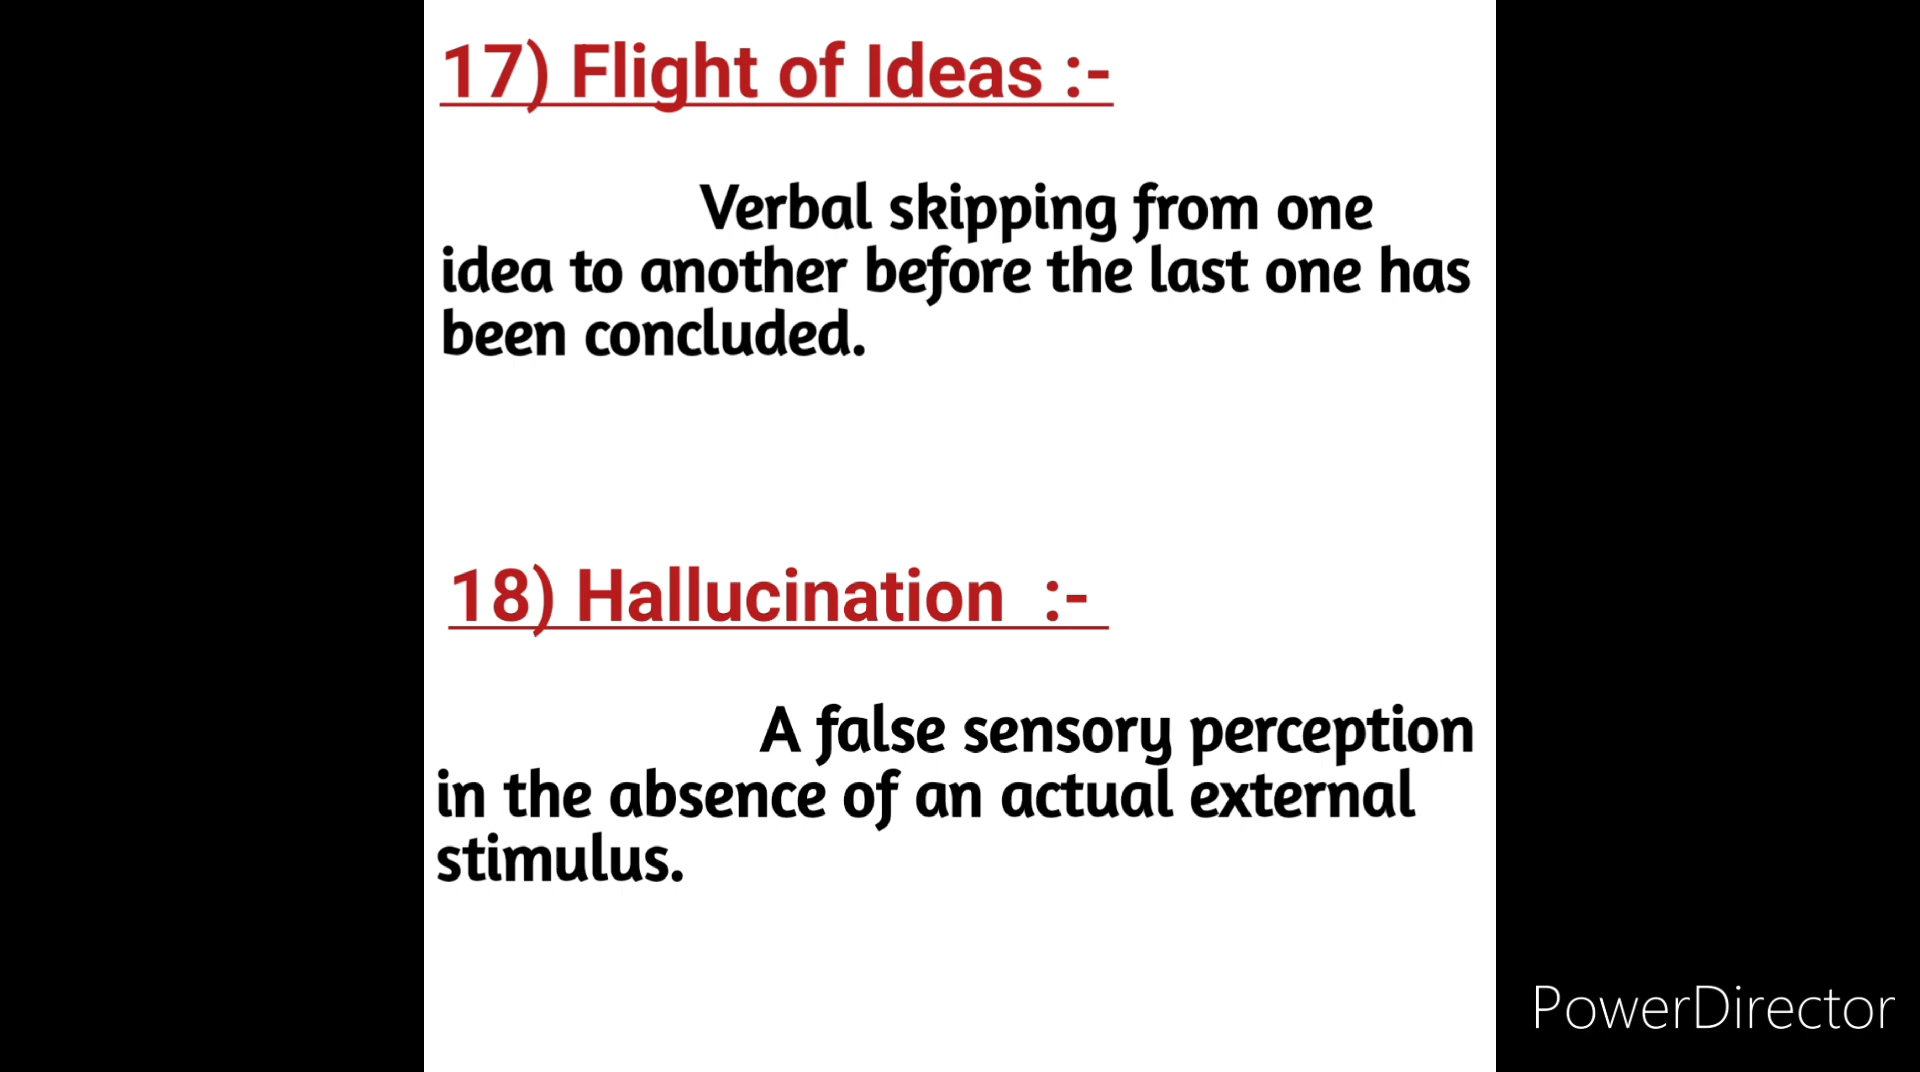 17) Flight of Ideas :-
Verbal skipping from one
idea to another before the last one has
been concluded.
18) Hallucination :-
A false sensory perception
in the absence of an actual external
stimulus.
PowerDirector